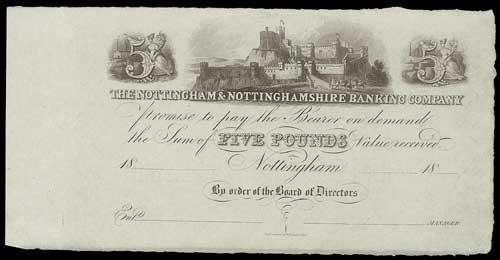 5 5
THE NOTTINGHAM & NOTTINGHAMSHIRE BANKING COMPANY
promise to pay the Bearer on demand
the Sum of FIVE POUNDS Value received
18 Nottingham 18
By order of the Board of Directors
Entd. MANAGER